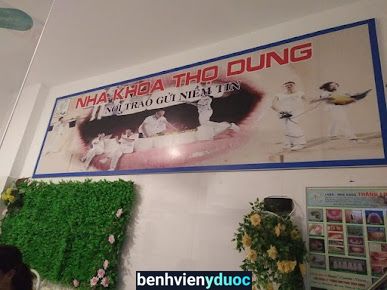 NHA KHOA THỌ DUNG
NƠI TRAO GỬI NIỀM TIN
benhvienyduoc